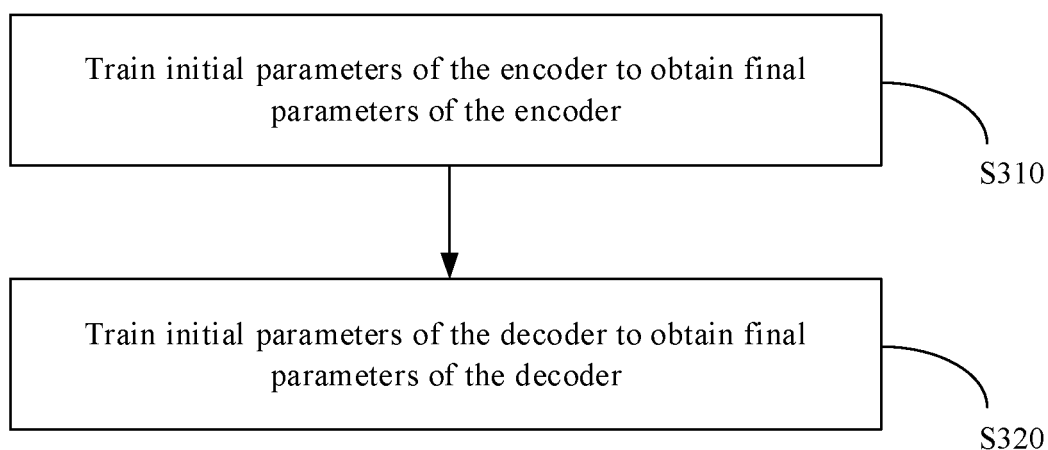 Train initial parameters of the encoder to obtain final
parameters of the encoder
S310
Train initial parameters of the decoder to obtain final
parameters of the decoder
S320